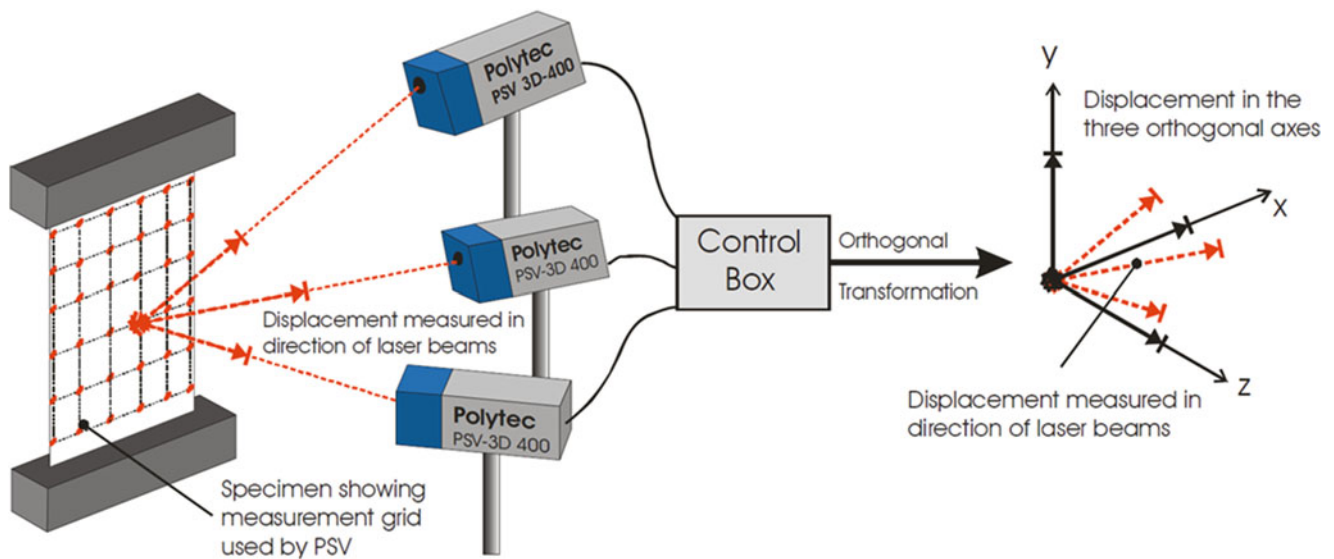 Polytec
PSV 3D-400
Polytec
PSV-3D 400
Polytec
PSV-3D 400
Displacement measured in
direction of laser beams
Specimen showing
measurement grid
used by PSV
Control
Box
Orthogonal
Transformation
y
Displacement in the
three orthogonal axes
x
z
Displacement measured in
direction of laser beams